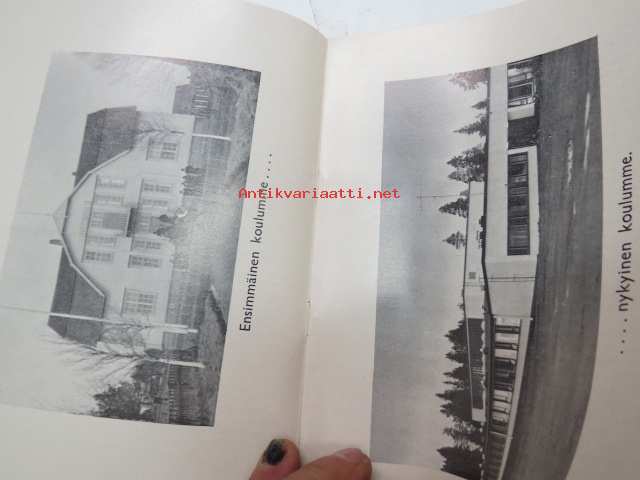 Ensimmäinen koulumme....
....nykyinen koulumme.
Antikvariaatti.net